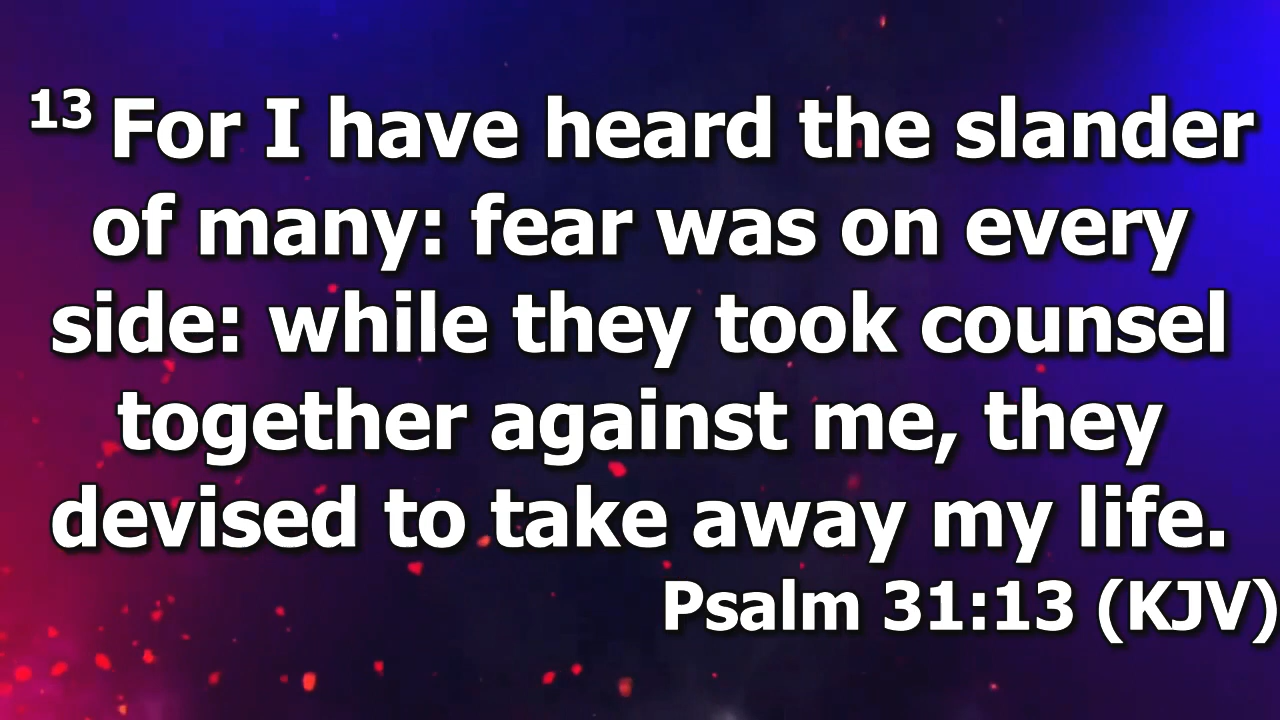 13 For I have heard the slander
of many: fear was on every
side: while they took counsel
together against me, they
devised to take away my life.
Psalm 31:13 (KJV)